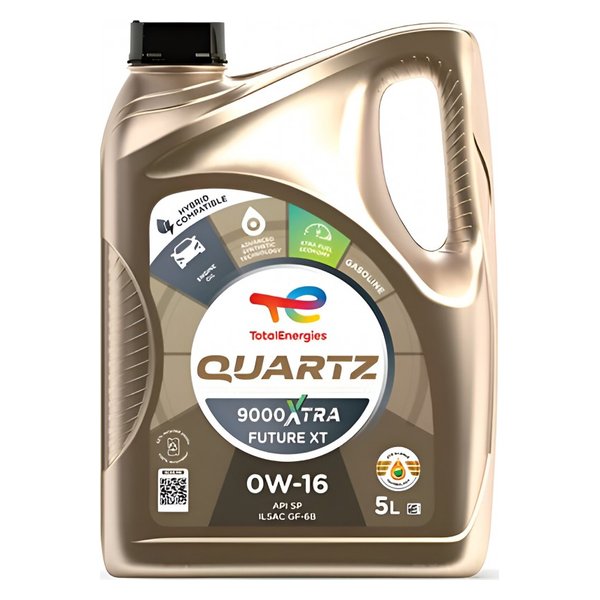 HYBRID
COMPATIBLE
ENGINE
OIL
ADVANCED
SYNTHETIC
TECHNOLOGY
XTRA FUEL
ECONOMY
GASOLINE
TotalEnergies
QUARTZ
9000 XTRA
FUTURE XT
0W-16
API SP
ILSAC GF-6B
5L